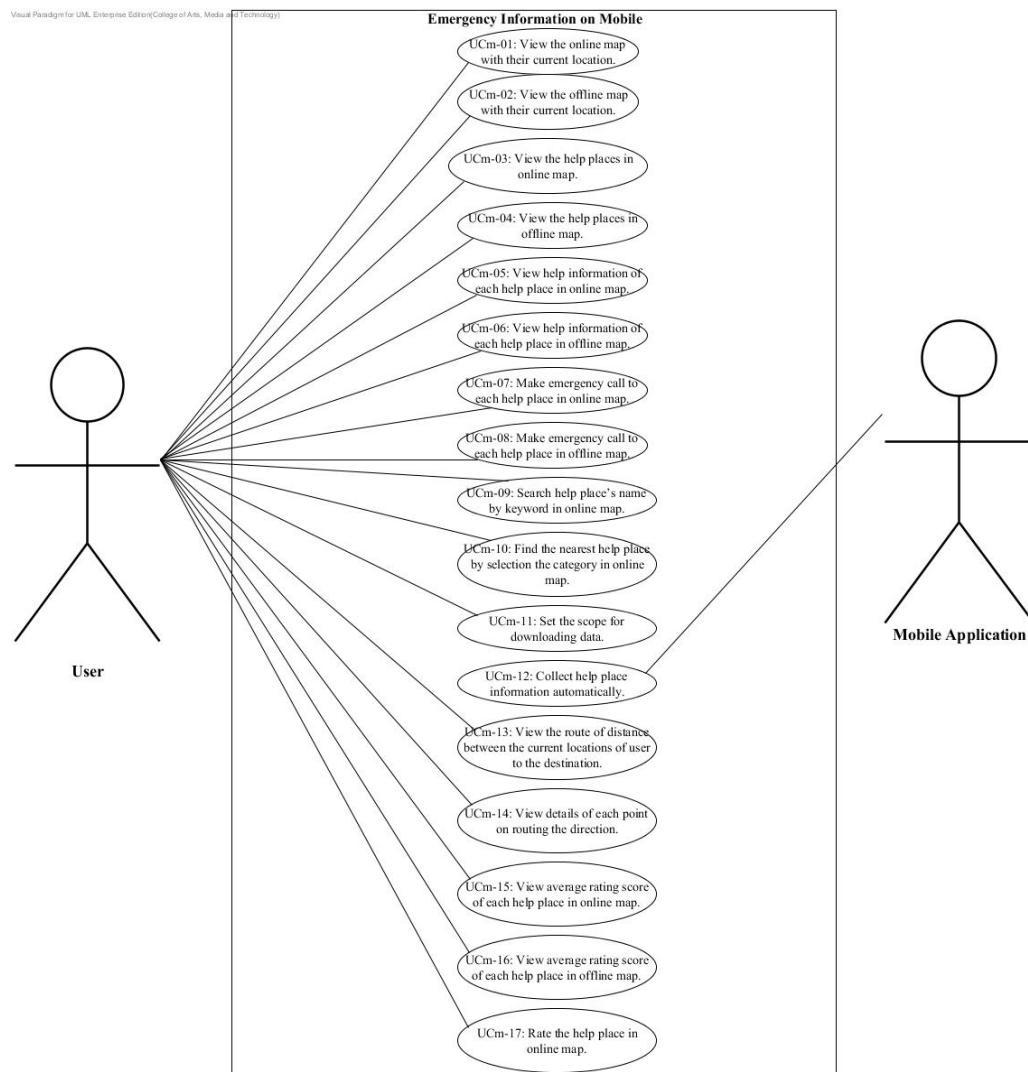 Visual Paradigm for UML Enterprise Edition(College of Arts, Media and Technology)
Emergency Information on Mobile
UCm-01: View the online map
with their current location.
UCm-02: View the offline map
with their current location.
UCm-03: View the help places in
online map.
UCm-04: View the help places in
offline map.
UCm-05: View help information of
each help place in online map.
UCm-06: View help information of
each help place in offline map.
UCm-07: Make emergency call to
each help place in online map.
UCm-08: Make emergency call to
each help place in offline map.
UCm-09: Search help place’s name
by keyword in online map.
UCm-10: Find the nearest help place
by selection the category in online
map.
UCm-11: Set the scope for
downloading data.
UCm-12: Collect help place
information automatically.
UCm-13: View the route of distance
between the current locations of user
to the destination.
UCm-14: View details of each point
on routing the direction.
UCm-15: View average rating score
of each help place in online map.
UCm-16: View average rating score
of each help place in offline map.
UCm-17: Rate the help place in
online map.
User
Mobile Application